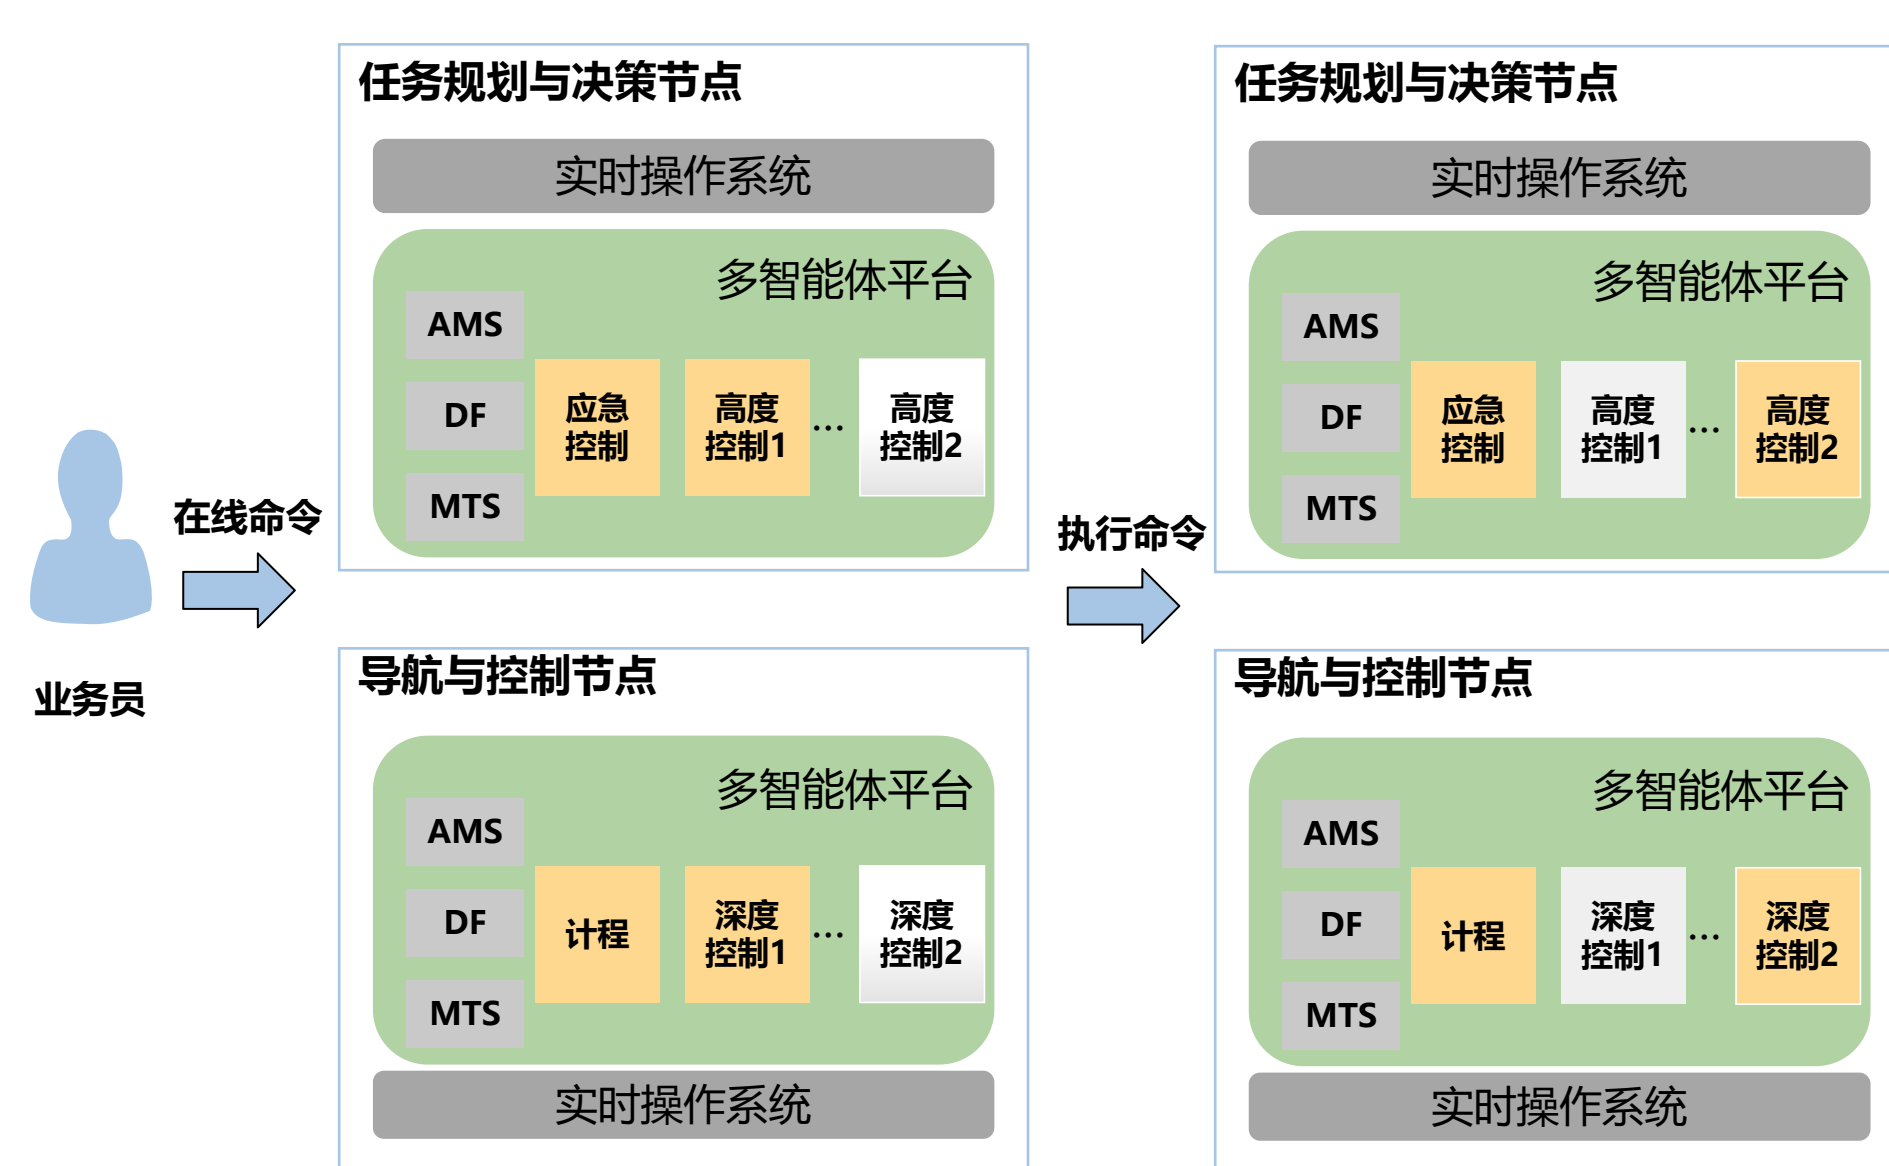 业务员
在线命令
任务规划与决策节点
实时操作系统
多智能体平台
AMS
DF
MTS
应急
控制
高度
控制1
...
高度
控制2
导航与控制节点
多智能体平台
AMS
DF
MTS
计程
深度
控制1
...
深度
控制2
实时操作系统
执行命令
任务规划与决策节点
实时操作系统
多智能体平台
AMS
DF
MTS
应急
控制
高度
控制1
...
高度
控制2
导航与控制节点
多智能体平台
AMS
DF
MTS
计程
深度
控制1
...
深度
控制2
实时操作系统